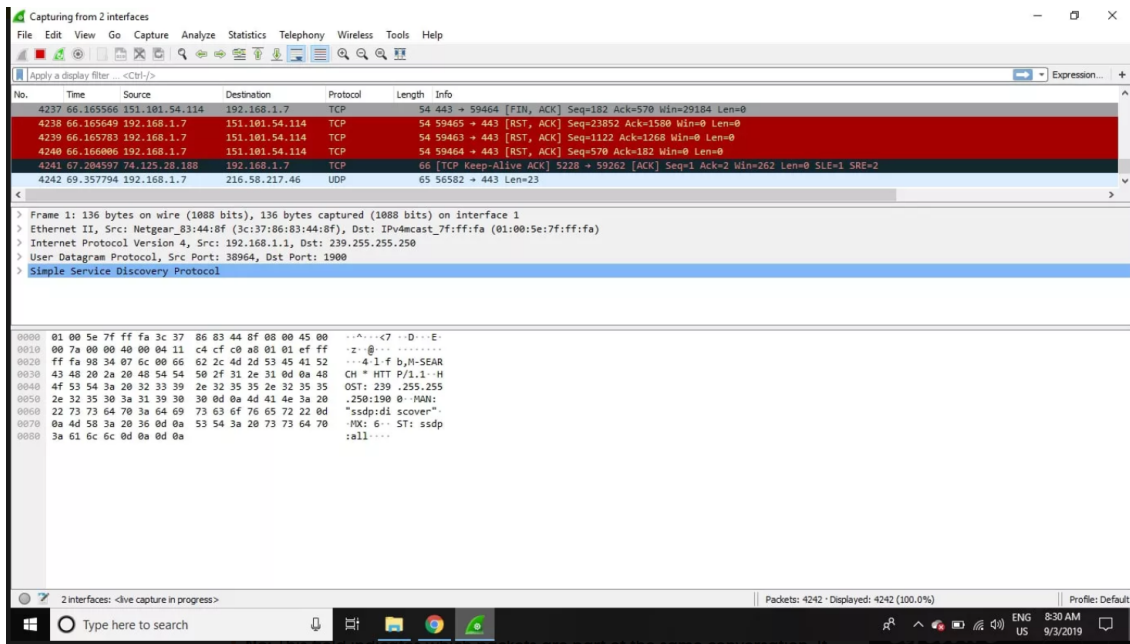 Capturing from 2 interfaces
File Edit View Go Capture Analyze Statistics Telephony Wireless Tools Help
Apply a display filter ... <Ctrl-/> Expression... +
No. Time Source Destination Protocol Length Info
4237 66.165566 151.101.54.114 192.168.1.7 TCP 54 443 → 59464 [FIN, ACK] Seq=182 Ack=570 Win=29184 Len=0
4238 66.165649 192.168.1.7 151.101.54.114 TCP 54 59465 → 443 [RST, ACK] Seq=23852 Ack=1580 Win=0 Len=0
4239 66.165783 192.168.1.7 151.101.54.114 TCP 54 59463 → 443 [RST, ACK] Seq=1122 Ack=1268 Win=0 Len=0
4240 66.166006 192.168.1.7 151.101.54.114 TCP 54 59464 → 443 [RST, ACK] Seq=570 Ack=182 Win=0 Len=0
4241 67.204597 74.125.28.188 192.168.1.7 TCP 66 [TCP Keep-Alive ACK] 5228 → 59262 [ACK] Seq=1 Ack=2 Win=262 Len=0 SLE=1 SRE=2
4242 69.357794 192.168.1.7 216.58.217.46 UDP 65 56582 → 443 Len=23
> Frame 1: 136 bytes on wire (1088 bits), 136 bytes captured (1088 bits) on interface 1
> Ethernet II, Src: Netgear_83:44:8f (3c:37:86:83:44:8f), Dst: IPv4mcast_7f:ff:fa (01:00:5e:7f:ff:fa)
> Internet Protocol Version 4, Src: 192.168.1.1, Dst: 239.255.255.250
> User Datagram Protocol, Src Port: 38964, Dst Port: 1900
> Simple Service Discovery Protocol
0000 01 00 5e 7f ff fa 3c 37 86 83 44 8f 08 00 45 00 ··^···<7 ··D···E·
0010 00 7a 00 00 40 00 04 11 c4 cf c0 a8 01 01 ef ff ·z··@··· ········
0020 ff fa 98 34 07 6c 00 66 62 2c 4d 2d 53 45 41 52 ···4·l·f b,M-SEAR
0030 43 48 20 2a 20 48 54 54 50 2f 31 2e 31 0d 0a 48 CH * HTT P/1.1··H
0040 4f 53 54 3a 20 32 33 39 2e 32 35 35 2e 32 35 35 OST: 239 .255.255
0050 2e 32 35 30 3a 31 39 30 30 0d 0a 4d 41 4e 3a 20 .250:190 0··MAN:
0060 22 73 73 64 70 3a 64 69 73 63 6f 76 65 72 22 0d "ssdp:di scover"·
0070 0a 4d 58 3a 20 36 0d 0a 53 54 3a 20 73 73 64 70 ·MX: 6·· ST: ssdp
0080 3a 61 6c 6c 0d 0a 0d 0a :all····
2 interfaces: <live capture in progress> Packets: 4242 · Displayed: 4242 (100.0%) Profile: Default
Type here to search ENG 8:30 AM
US 9/3/2019